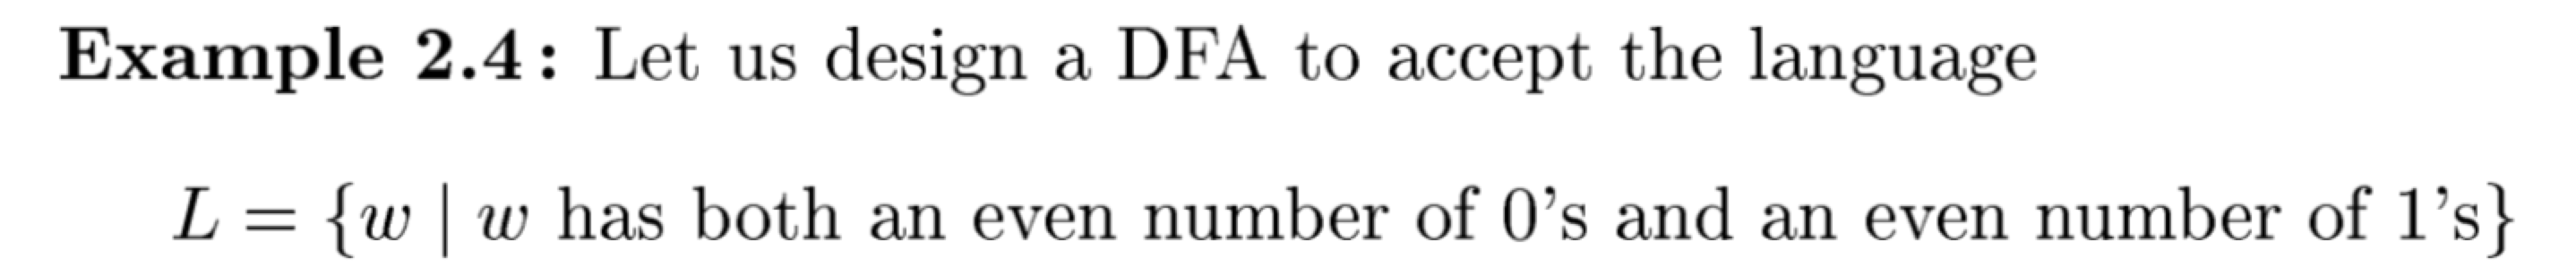 Example 2.4: Let us design a DFA to accept the language
L = {w | w has both an even number of 0's and an even number of 1's}